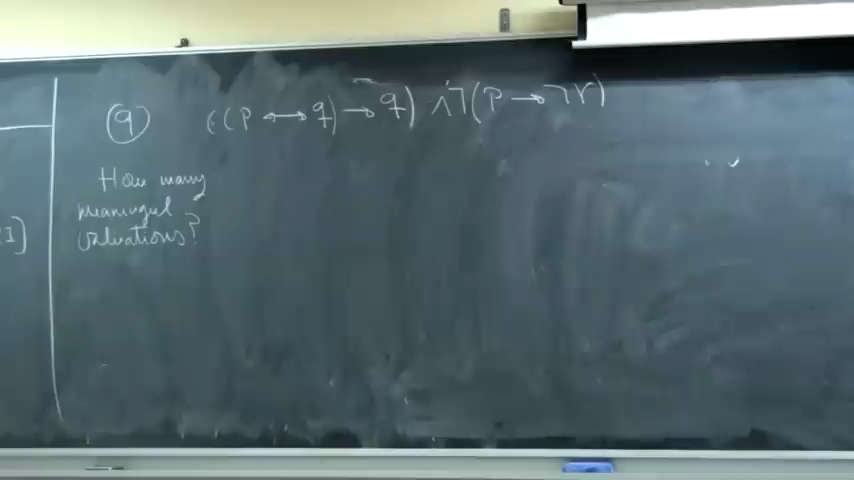 9 ((P ↔ q) → q) ∧ ¬(P → ¬r)
How many
meaningful
valuations?
I]